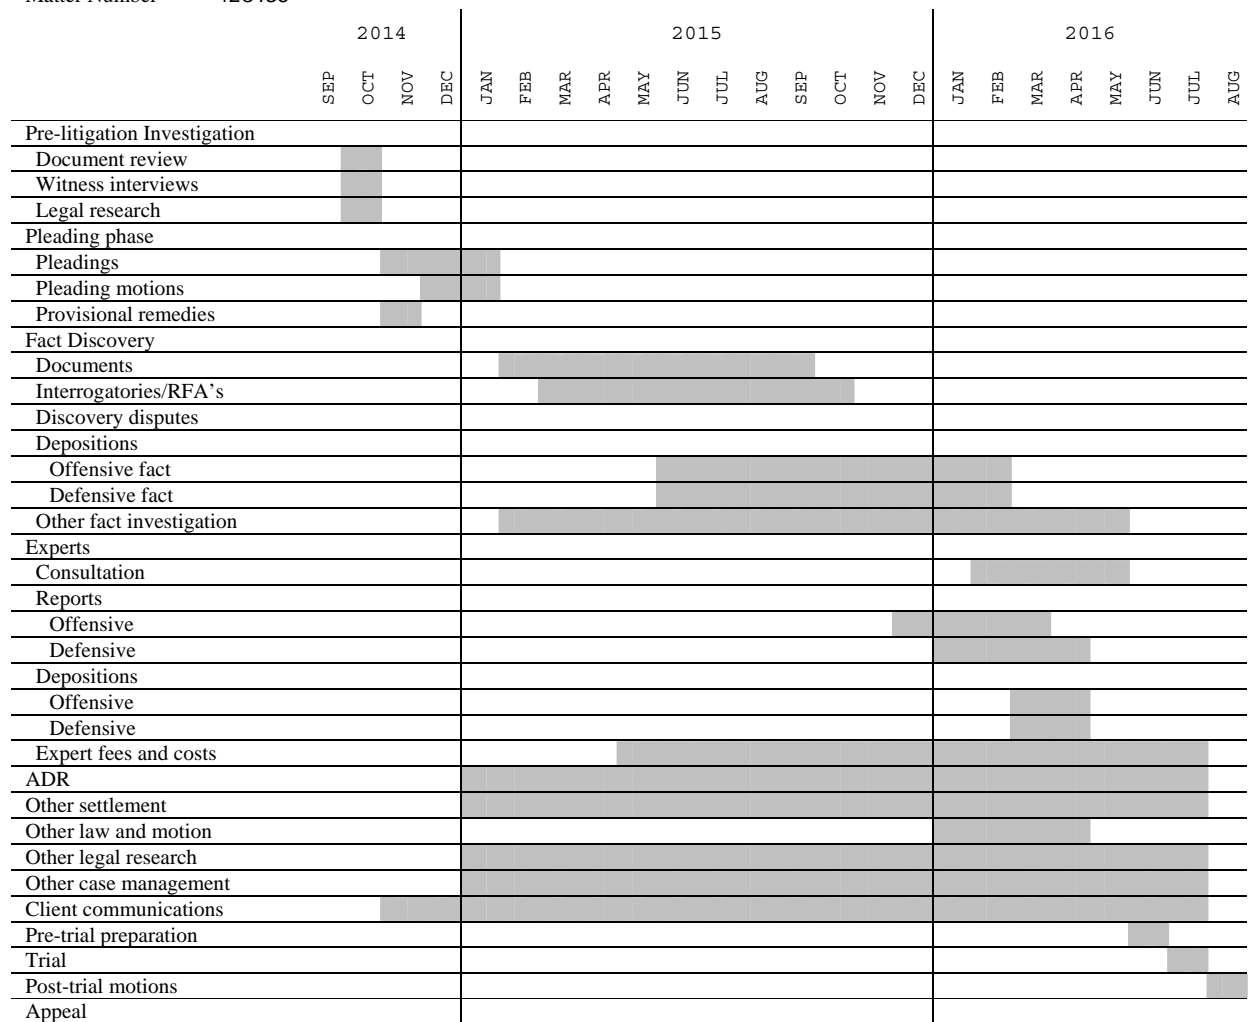 Matter Number
2014 2015 2016
SEP OCT NOV DEC JAN FEB MAR APR MAY JUN JUL AUG SEP OCT NOV DEC JAN FEB MAR APR MAY JUN JUL AUG
Pre-litigation Investigation
Document review
Witness interviews
Legal research
Pleading phase
Pleadings
Pleading motions
Provisional remedies
Fact Discovery
Documents
Interrogatories/RFA’s
Discovery disputes
Depositions
Offensive fact
Defensive fact
Other fact investigation
Experts
Consultation
Reports
Offensive
Defensive
Depositions
Offensive
Defensive
Expert fees and costs
ADR
Other settlement
Other law and motion
Other legal research
Other case management
Client communications
Pre-trial preparation
Trial
Post-trial motions
Appeal